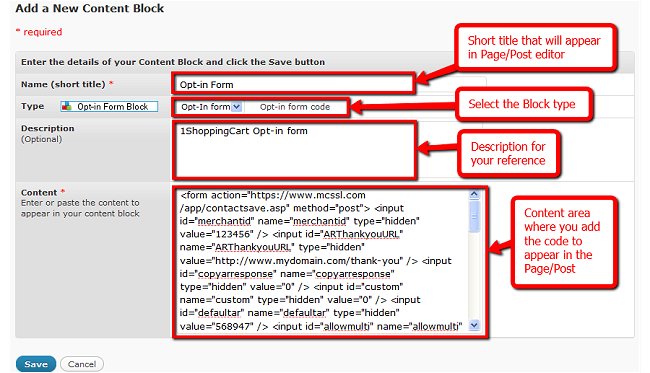 Add a New Content Block
* required
Enter the details of your Content Block and click the Save button
Name (short title) *
Opt-in Form
Short title that will appear
in Page/Post editor
Type
Opt-in Form Block
Opt-In form
Opt-in form code
Select the Block type
Description
(Optional)
1ShoppingCart Opt-in form
Description for
your reference
Content *
Enter or paste the content to
appear in your content block
<form action="https://www.mcssl.com
/app/contactsave.asp" method="post"> <input
id="merchantid" name="merchantid" type="hidden"
value="123456" /> <input id="ARThankyouURL"
name="ARThankyouURL" type="hidden"
value="http://www.mydomain.com/thank-you" /> <input
id="copyarresponse" name="copyarresponse"
type="hidden" value="0" /> <input id="custom"
name="custom" type="hidden" value="0" /> <input
id="defaultar" name="defaultar" type="hidden"
value="568947" /> <input id="allowmulti" name="allowmulti"
Content area
where you add
the code to
appear in the
Page/Post
Save
Cancel